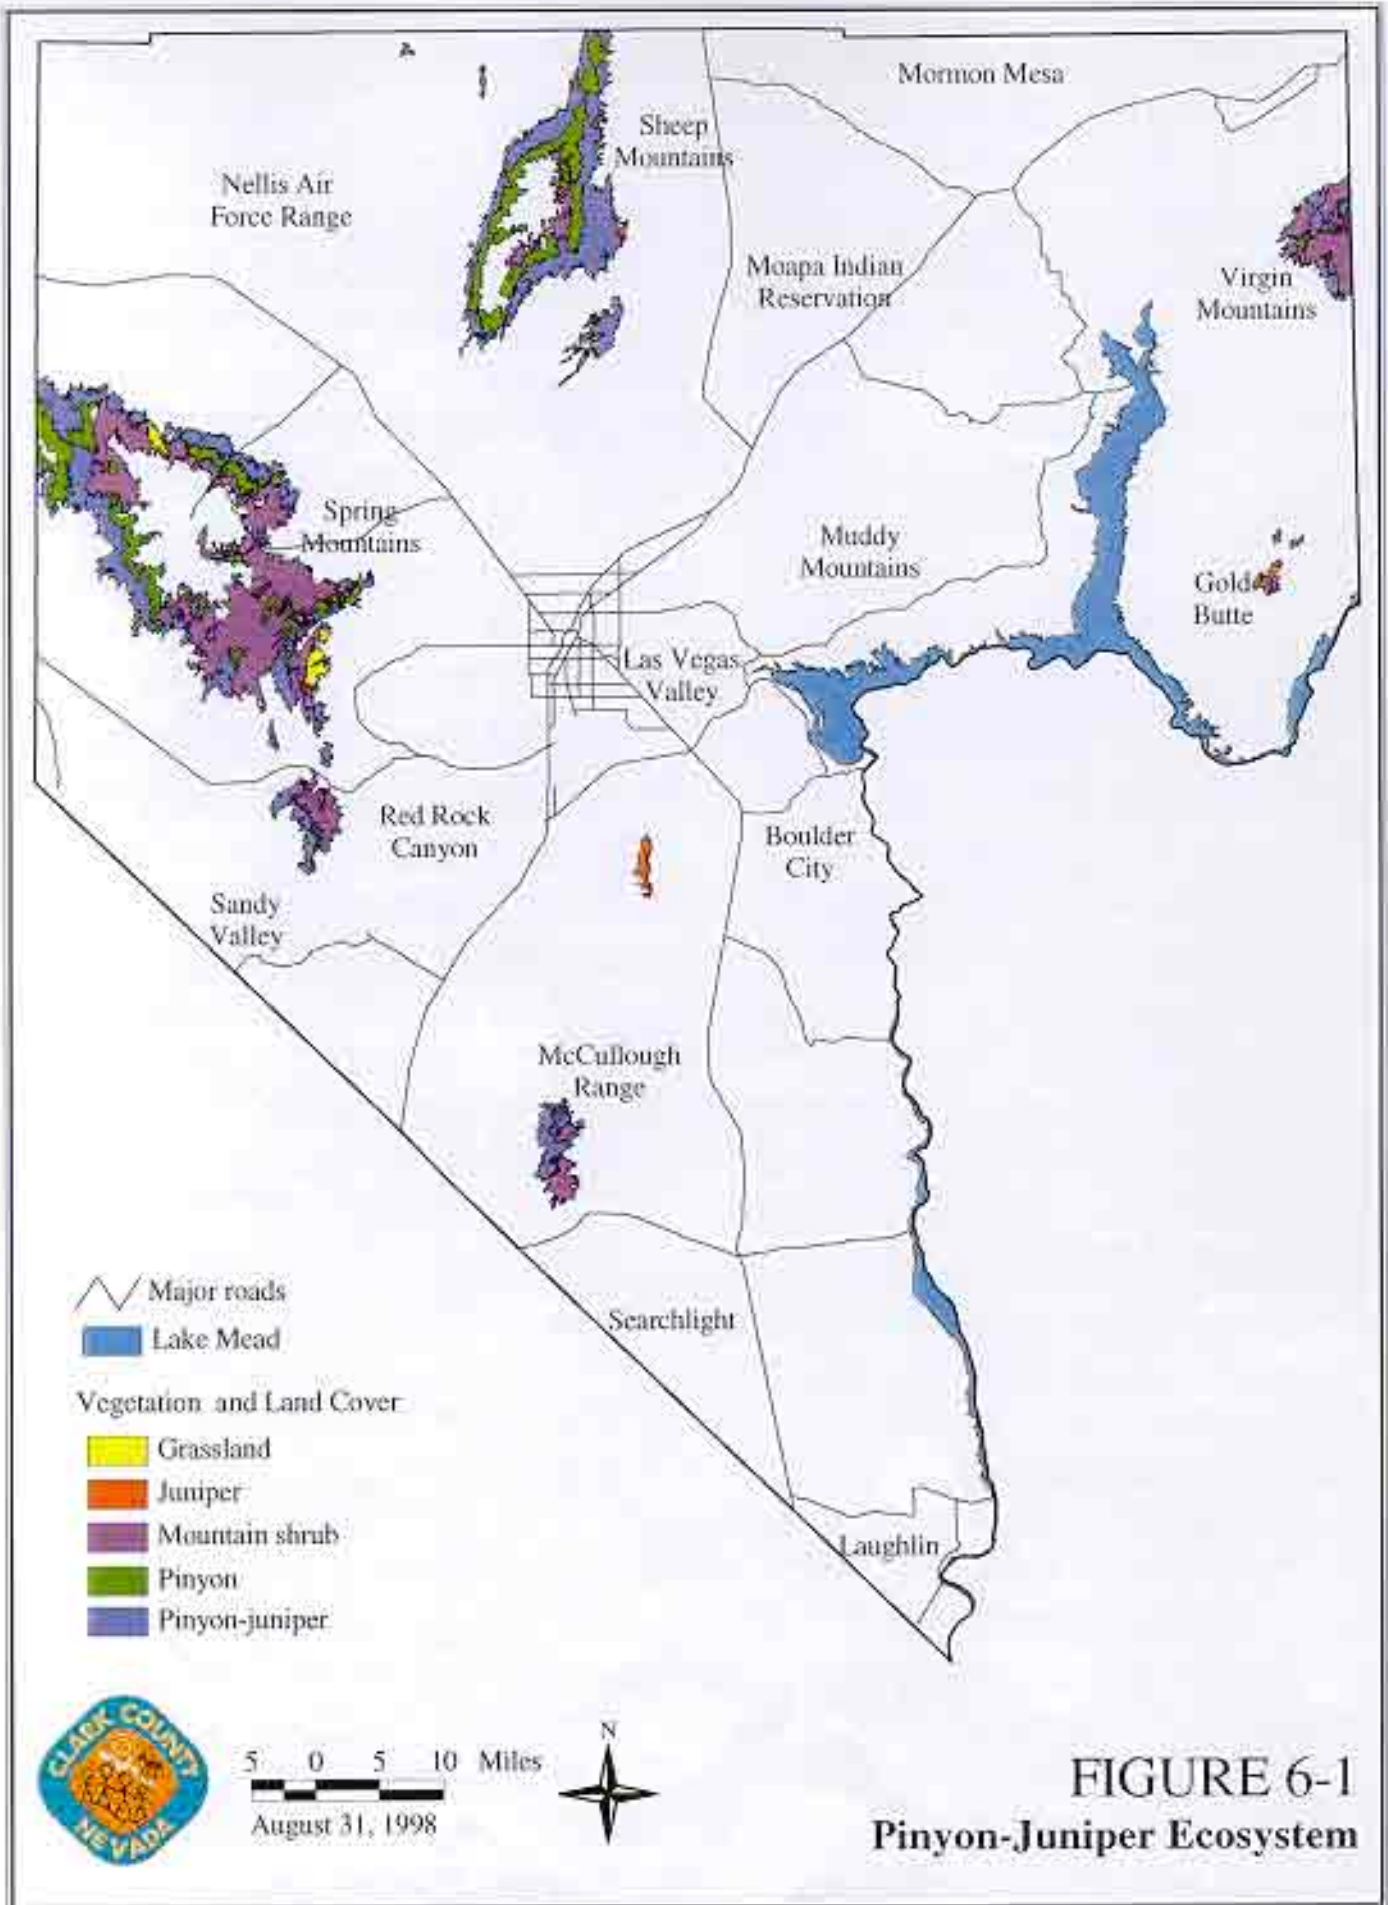 Mormon Mesa
Sheep
Mountains
Nellis Air
Force Range
Moapa Indian
Reservation
Virgin
Mountains
Spring
Mountains
Muddy
Mountains
Gold
Butte
Las Vegas
Valley
Red Rock
Canyon
Boulder
City
Sandy
Valley
McCullough
Range
Searchlight
Laughlin
Major roads
Lake Mead
Vegetation and Land Cover
Grassland
Juniper
Mountain shrub
Pinyon
Pinyon-juniper
CLARK COUNTY
NEVADA
5 0 5 10 Miles
August 31, 1998
N
FIGURE 6-1
Pinyon-Juniper Ecosystem